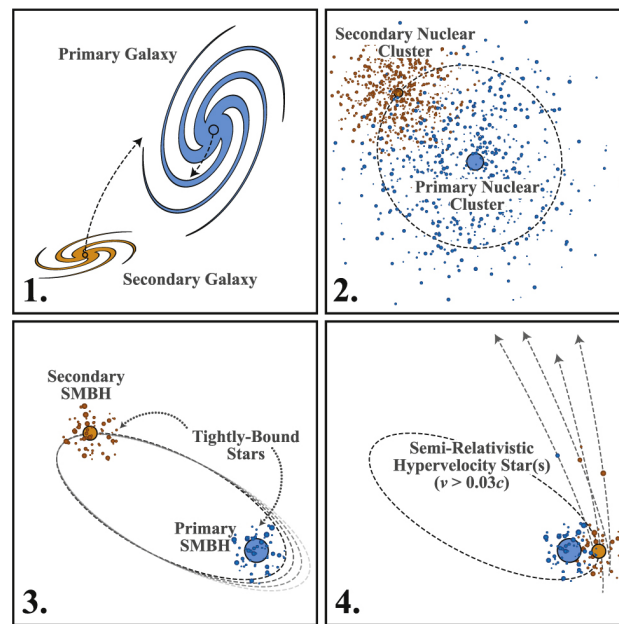 Primary Galaxy
Secondary Galaxy
1.
Secondary Nuclear
Cluster
Primary Nuclear
Cluster
2.
Secondary
SMBH
Tightly-Bound
Stars
Primary
SMBH
3.
Semi-Relativistic
Hypervelocity Star(s)
(v > 0.03c)
4.